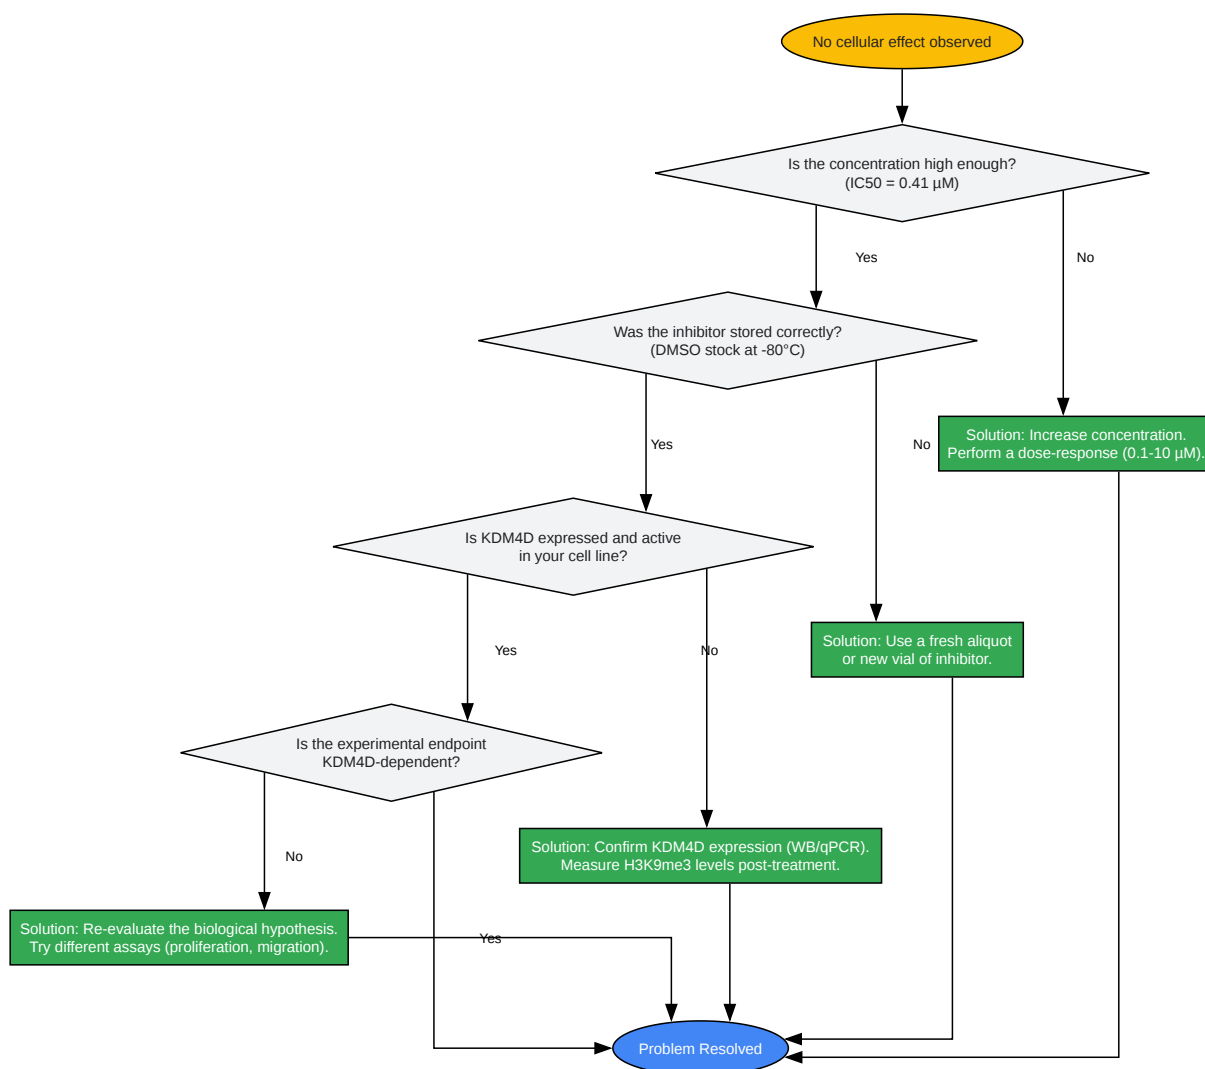 No cellular effect observed
Is the concentration high enough?
(IC50 = 0.41 µM)
Yes
No
Was the inhibitor stored correctly?
(DMSO stock at -80°C)
Yes
No
Solution: Increase concentration.
Perform a dose-response (0.1-10 µM).
Is KDM4D expressed and active
in your cell line?
Yes
No
Solution: Use a fresh aliquot
or new vial of inhibitor.
Is the experimental endpoint
KDM4D-dependent?
No
Solution: Confirm KDM4D expression (WB/qPCR).
Measure H3K9me3 levels post-treatment.
Solution: Re-evaluate the biological hypothesis.
Try different assays (proliferation, migration).
Yes
Problem Resolved